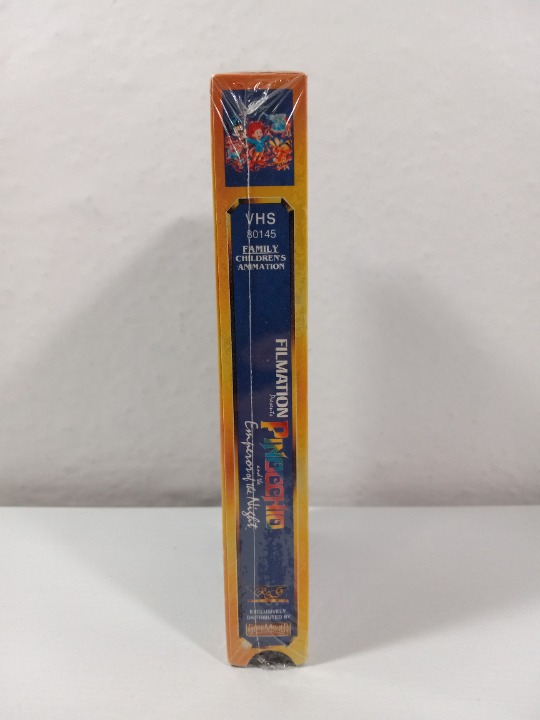 VHS
80145
FAMILY
CHILDREN'S
ANIMATION
FILMATION
Presents
PINOCCHIO
and the
Emperor of the Night
EXCLUSIVELY
DISTRIBUTED BY